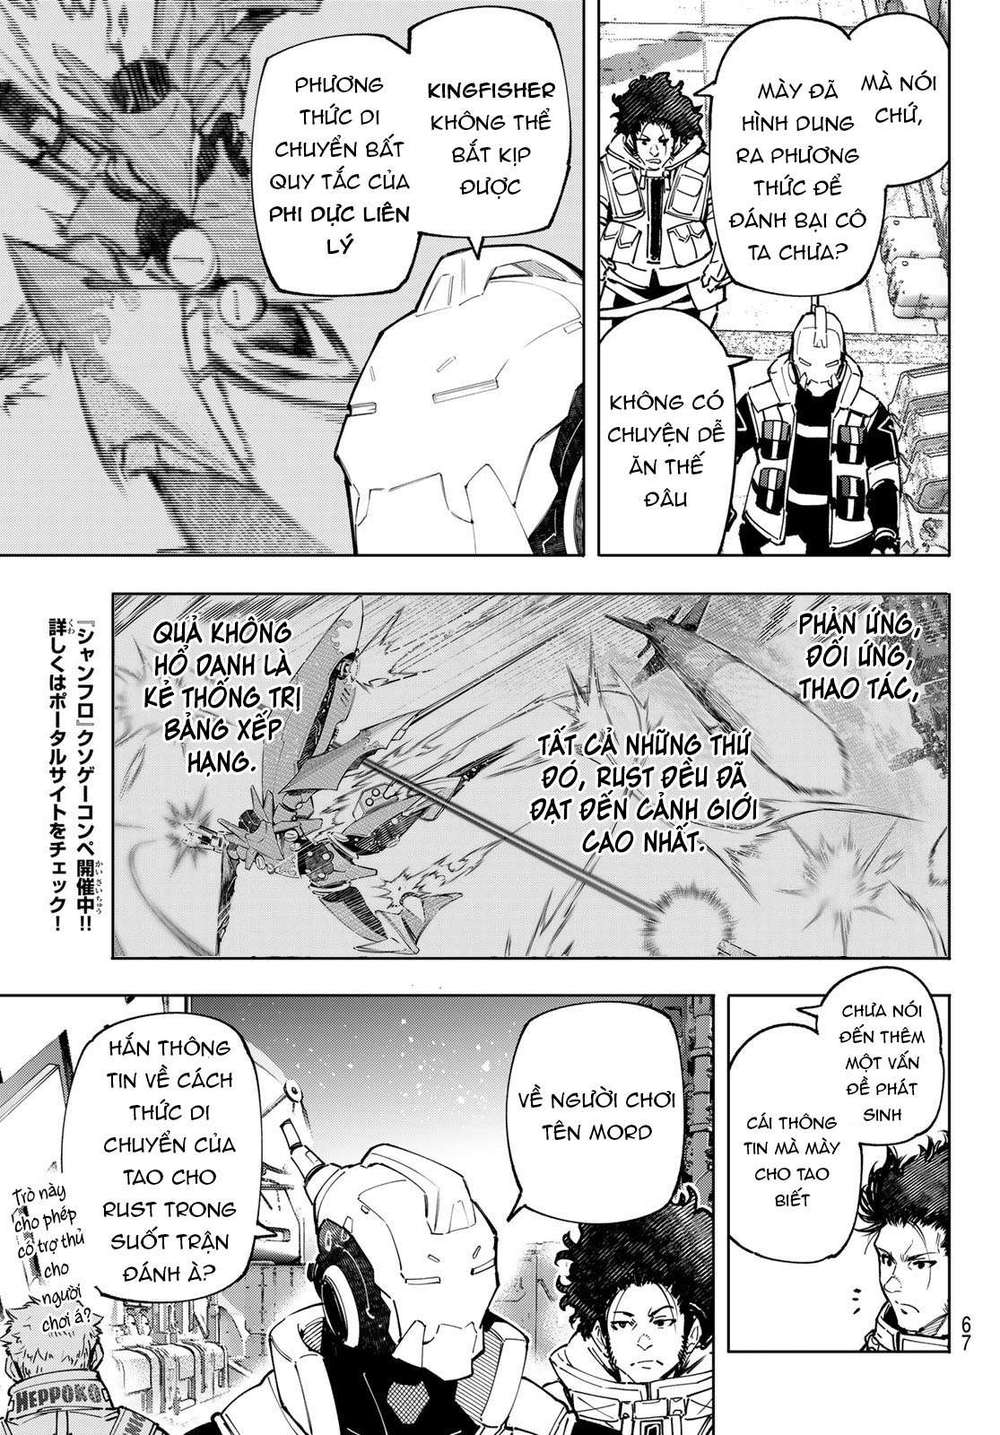 MÀ NÓI
CHỨ,
MÀY ĐÃ
HÌNH DUNG
RA PHƯƠNG
THỨC ĐỂ
ĐÁNH BẠI CÔ
TA CHƯA?
KHÔNG CÓ
CHUYỆN DỄ
ĂN THẾ
ĐÂU
KINGFISHER
KHÔNG THỂ
BẮT KỊP
ĐƯỢC
PHƯƠNG
THỨC DI
CHUYỂN BẤT
QUY TẮC CỦA
PHI DỰC LIÊN
LÝ
PHẢN ỨNG,
ĐỐI ỨNG,
THAO TÁC,
TẤT CẢ NHỮNG THỨ
ĐÓ, RUST ĐỀU ĐÃ
ĐẠT ĐẾN CẢNH GIỚI
CAO NHẤT.
QUẢ KHÔNG
HỔ DANH LÀ
KẺ THỐNG TRỊ
BẢNG XẾP
HẠNG.
『シャンフロ』クソゲーコンペ開催中!!
詳しくはポータルサイトをチェック！
CHƯA NÓI
ĐẾN THÊM
MỘT VẤN
ĐỀ PHÁT
SINH
CÁI THÔNG
TIN MÀ MÀY
CHO TAO
BIẾT
VỀ NGƯỜI CHƠI
TÊN MORD
HẮN THÔNG
TIN VỀ CÁCH
THỨC DI
CHUYỂN CỦA
TAO CHO
RUST TRONG
SUỐT TRẬN
ĐÁNH À?
Trò này
cho phép
cô trợ thủ
cho
người
chơi á?
HEPPOKO
67